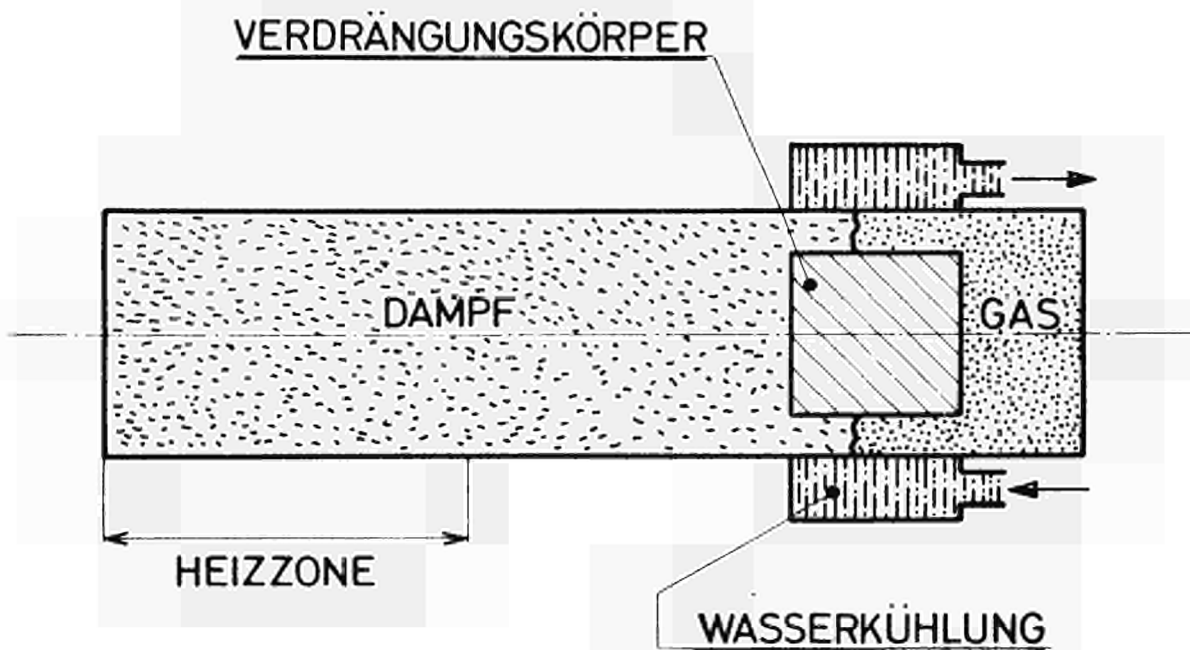 VERDRÄNGUNGSKÖRPER
DAMPF
GAS
HEIZZONE
WASSERKÜHLUNG